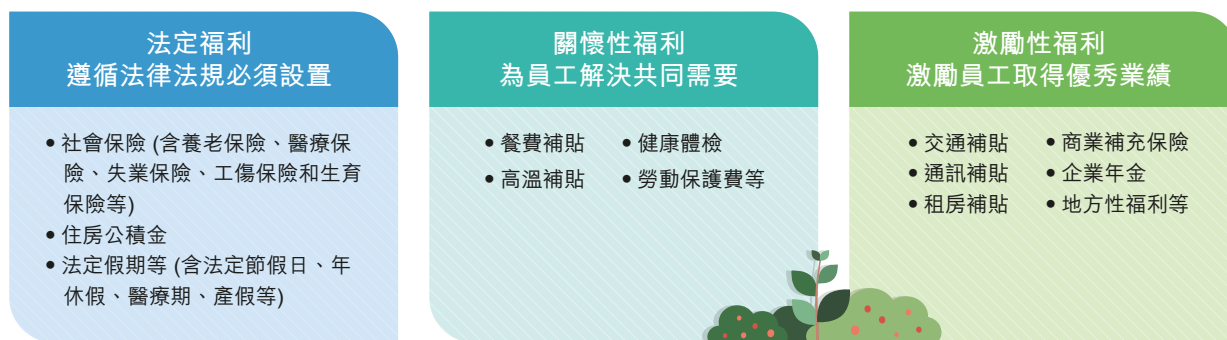 法定福利
遵循法律法規必須設置
• 社會保險 (含養老保險、醫療保
險、失業保險、工傷保險和生育
保險等)
• 住房公積金
• 法定假期等 (含法定節假日、年
休假、醫療期、產假等)
關懷性福利
為員工解決共同需要
• 餐費補貼 • 健康體檢
• 高溫補貼 • 勞動保護費等
激勵性福利
激勵員工取得優秀業績
• 交通補貼 • 商業補充保險
• 通訊補貼 • 企業年金
• 租房補貼 • 地方性福利等